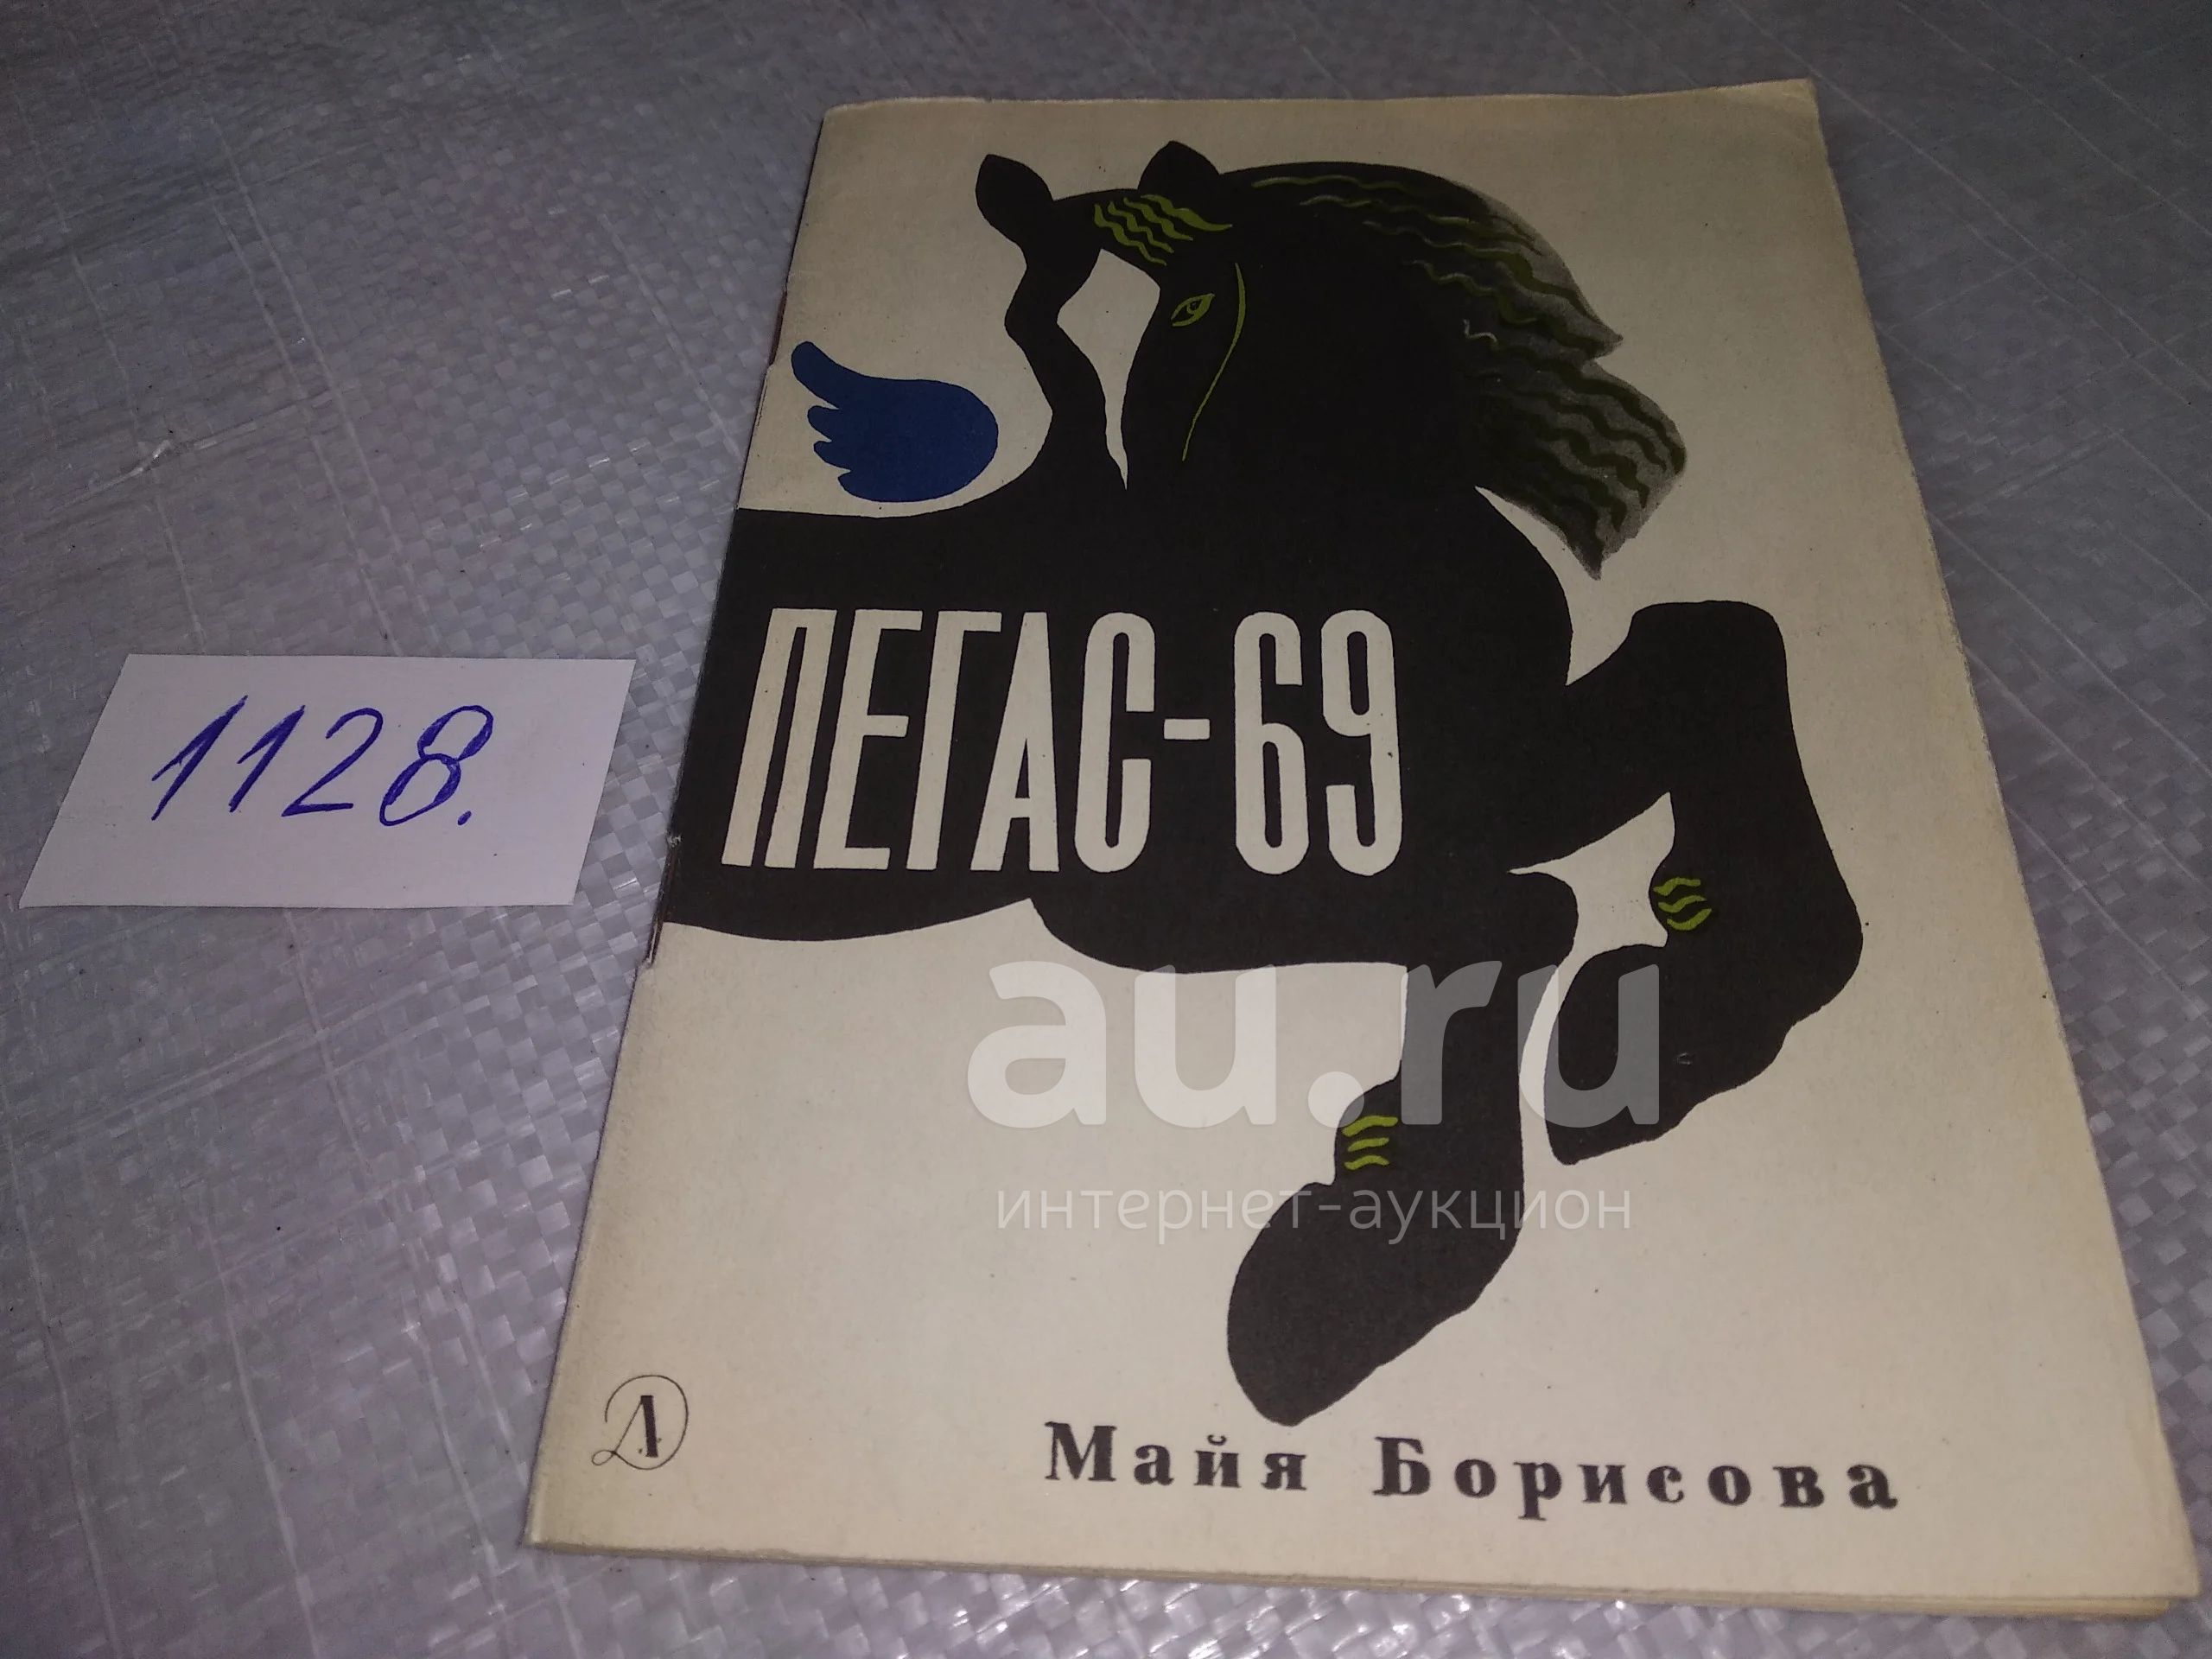 1128.
ПЕГАС-69
au.ru
интернет-аукцион
Майя Борисова